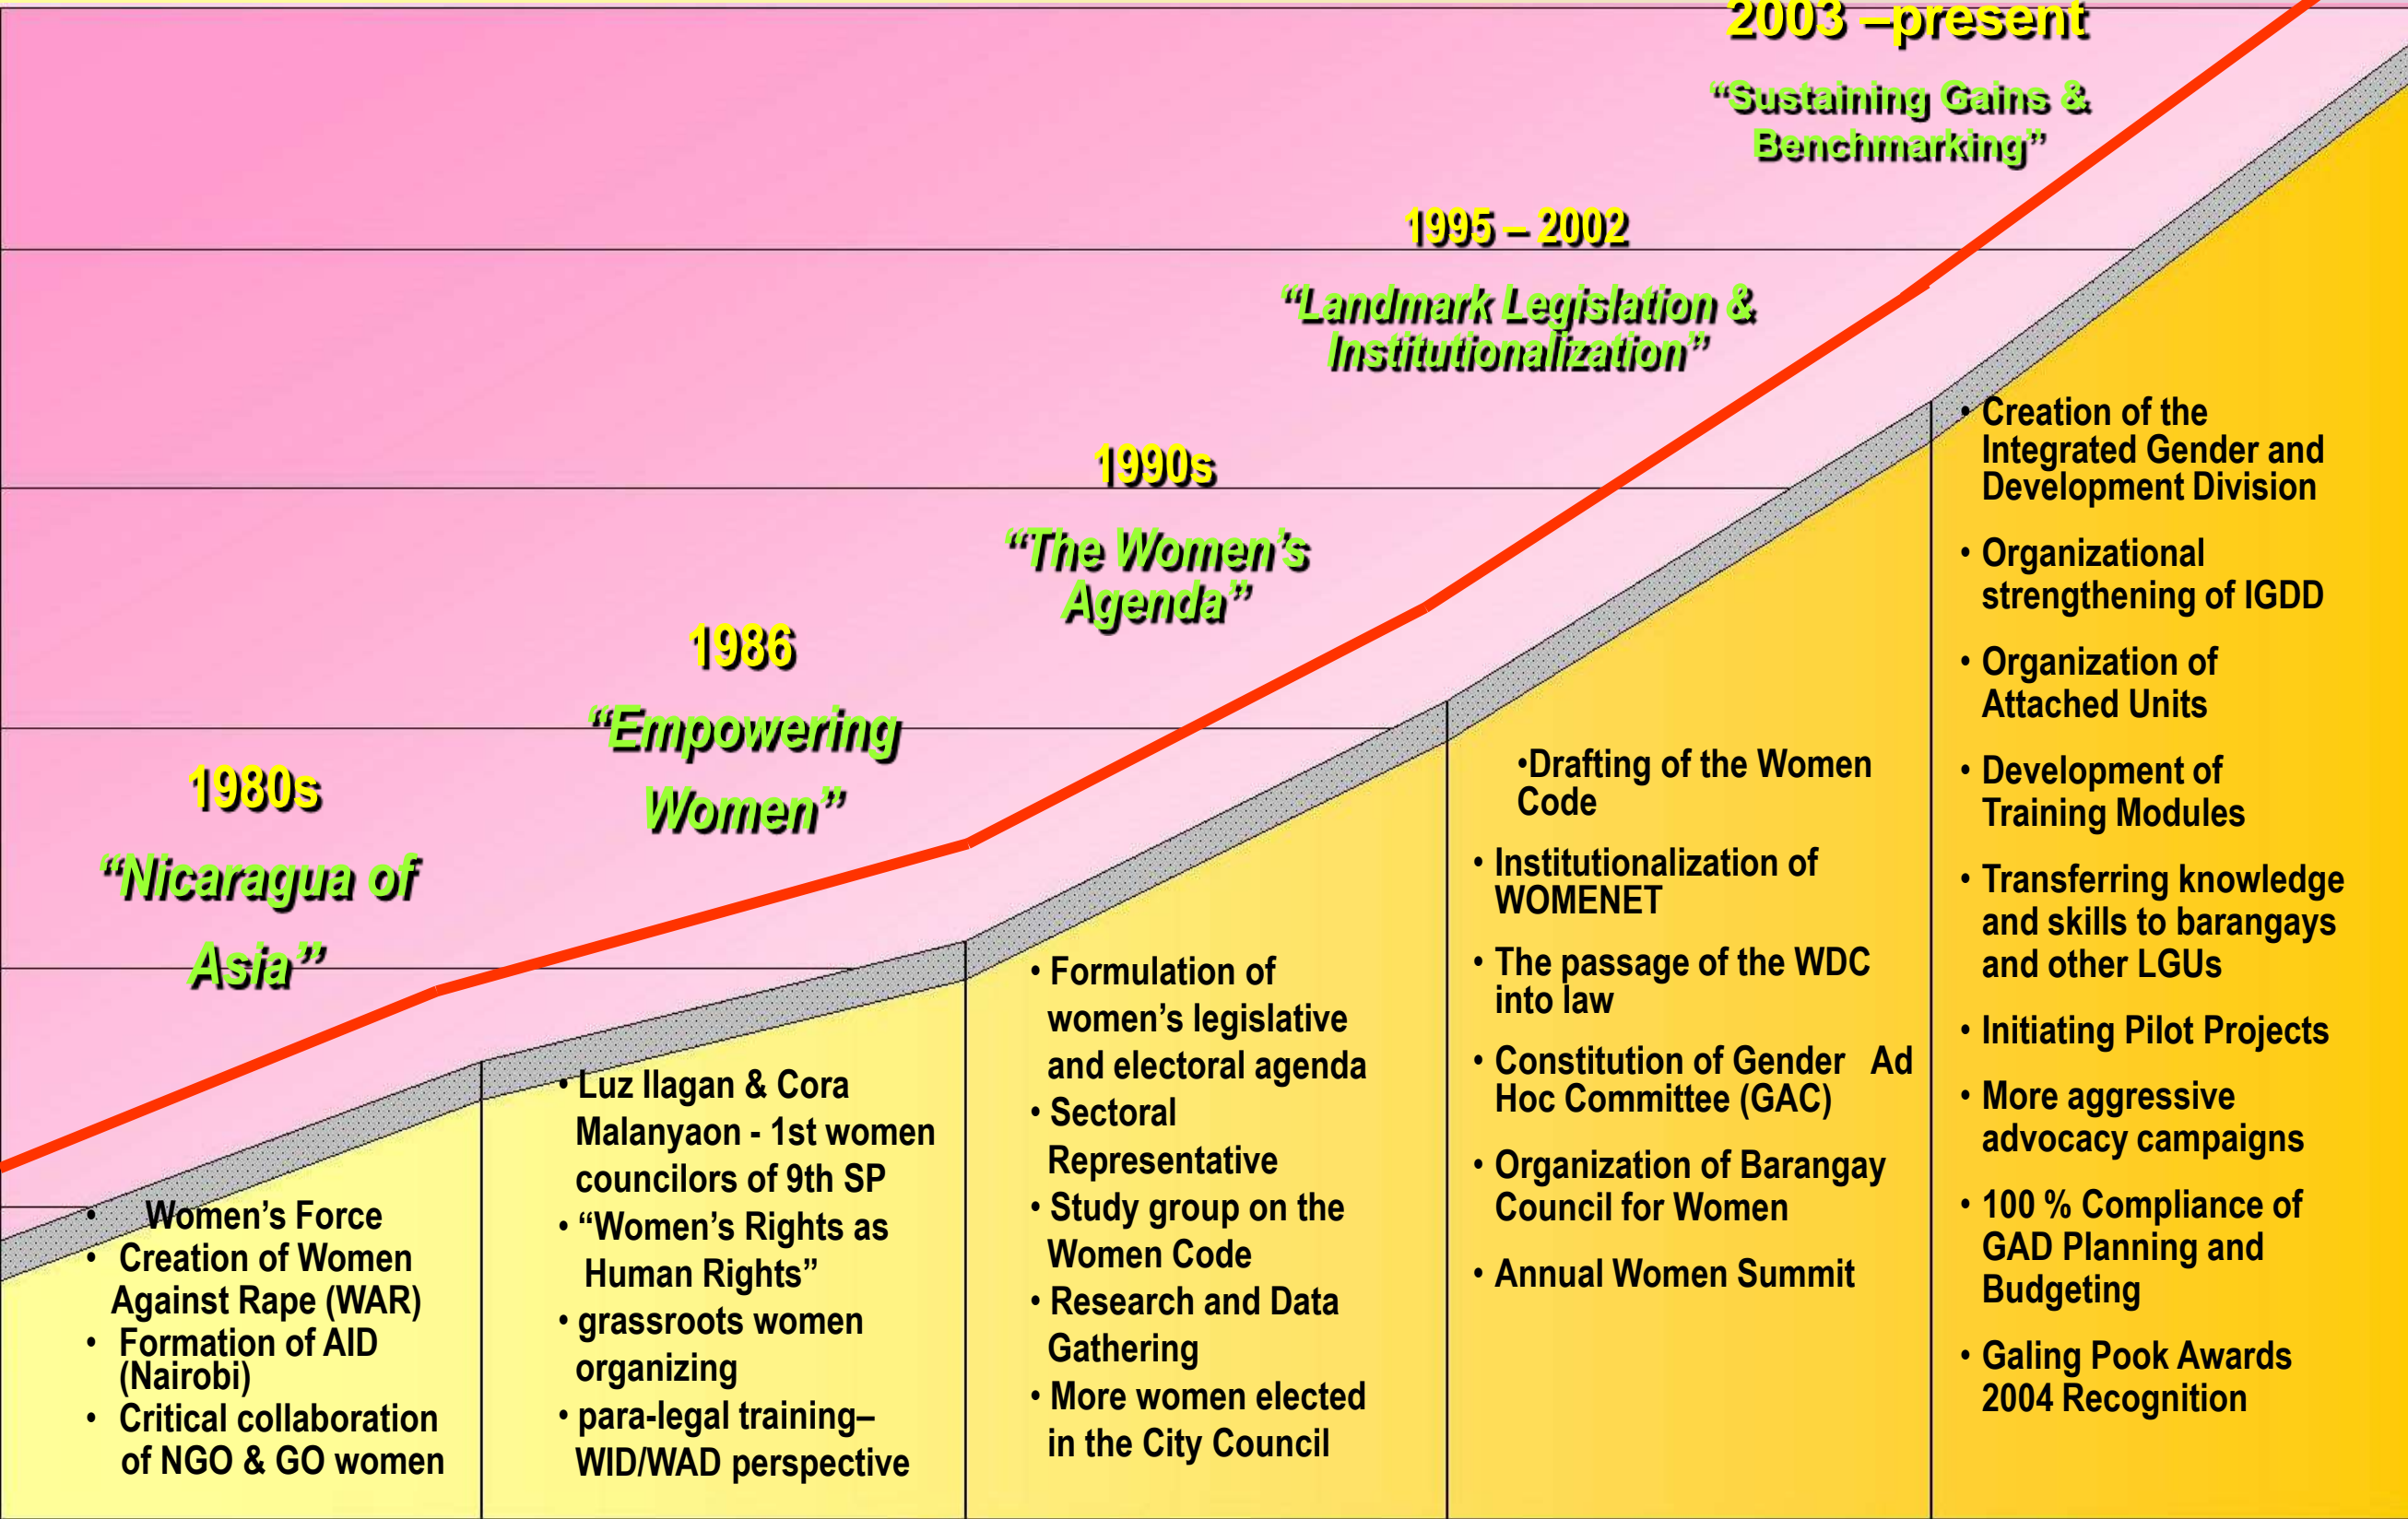 1980s
“Nicaragua of
Asia”
• Women’s Force
• Creation of Women
Against Rape (WAR)
• Formation of AID
(Nairobi)
• Critical collaboration
of NGO & GO women
1986
“Empowering
Women”
• Luz Ilagan & Cora
Malanyaon - 1st women
councilors of 9th SP
• “Women’s Rights as
Human Rights”
• grassroots women
organizing
• para-legal training–
WID/WAD perspective
1990s
“The Women’s
Agenda”
• Formulation of
women’s legislative
and electoral agenda
• Sectoral
Representative
• Study group on the
Women Code
• Research and Data
Gathering
• More women elected
in the City Council
1995 – 2002
“Landmark Legislation &
Institutionalization”
•Drafting of the Women
Code
• Institutionalization of
WOMENET
• The passage of the WDC
into law
• Constitution of Gender Ad
Hoc Committee (GAC)
• Organization of Barangay
Council for Women
• Annual Women Summit
2003 –present
“Sustaining Gains &
Benchmarking”
• Creation of the
Integrated Gender and
Development Division
• Organizational
strengthening of IGDD
• Organization of
Attached Units
• Development of
Training Modules
• Transferring knowledge
and skills to barangays
and other LGUs
• Initiating Pilot Projects
• More aggressive
advocacy campaigns
• 100 % Compliance of
GAD Planning and
Budgeting
• Galing Pook Awards
2004 Recognition